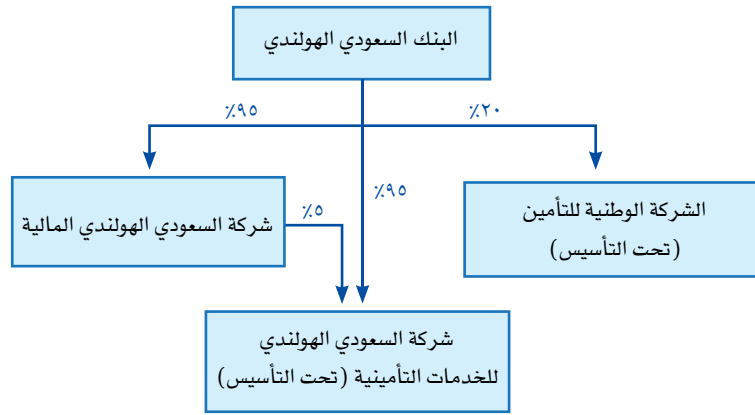 البنك السعودي الهولندي
٪٩٥
٪٢٠
٪٩٥
٪٥
شركة السعودي الهولندي المالية
الشركة الوطنية للتأمين
(تحت التأسيس)
شركة السعودي الهولندي
للخدمات التأمينية (تحت التأسيس)